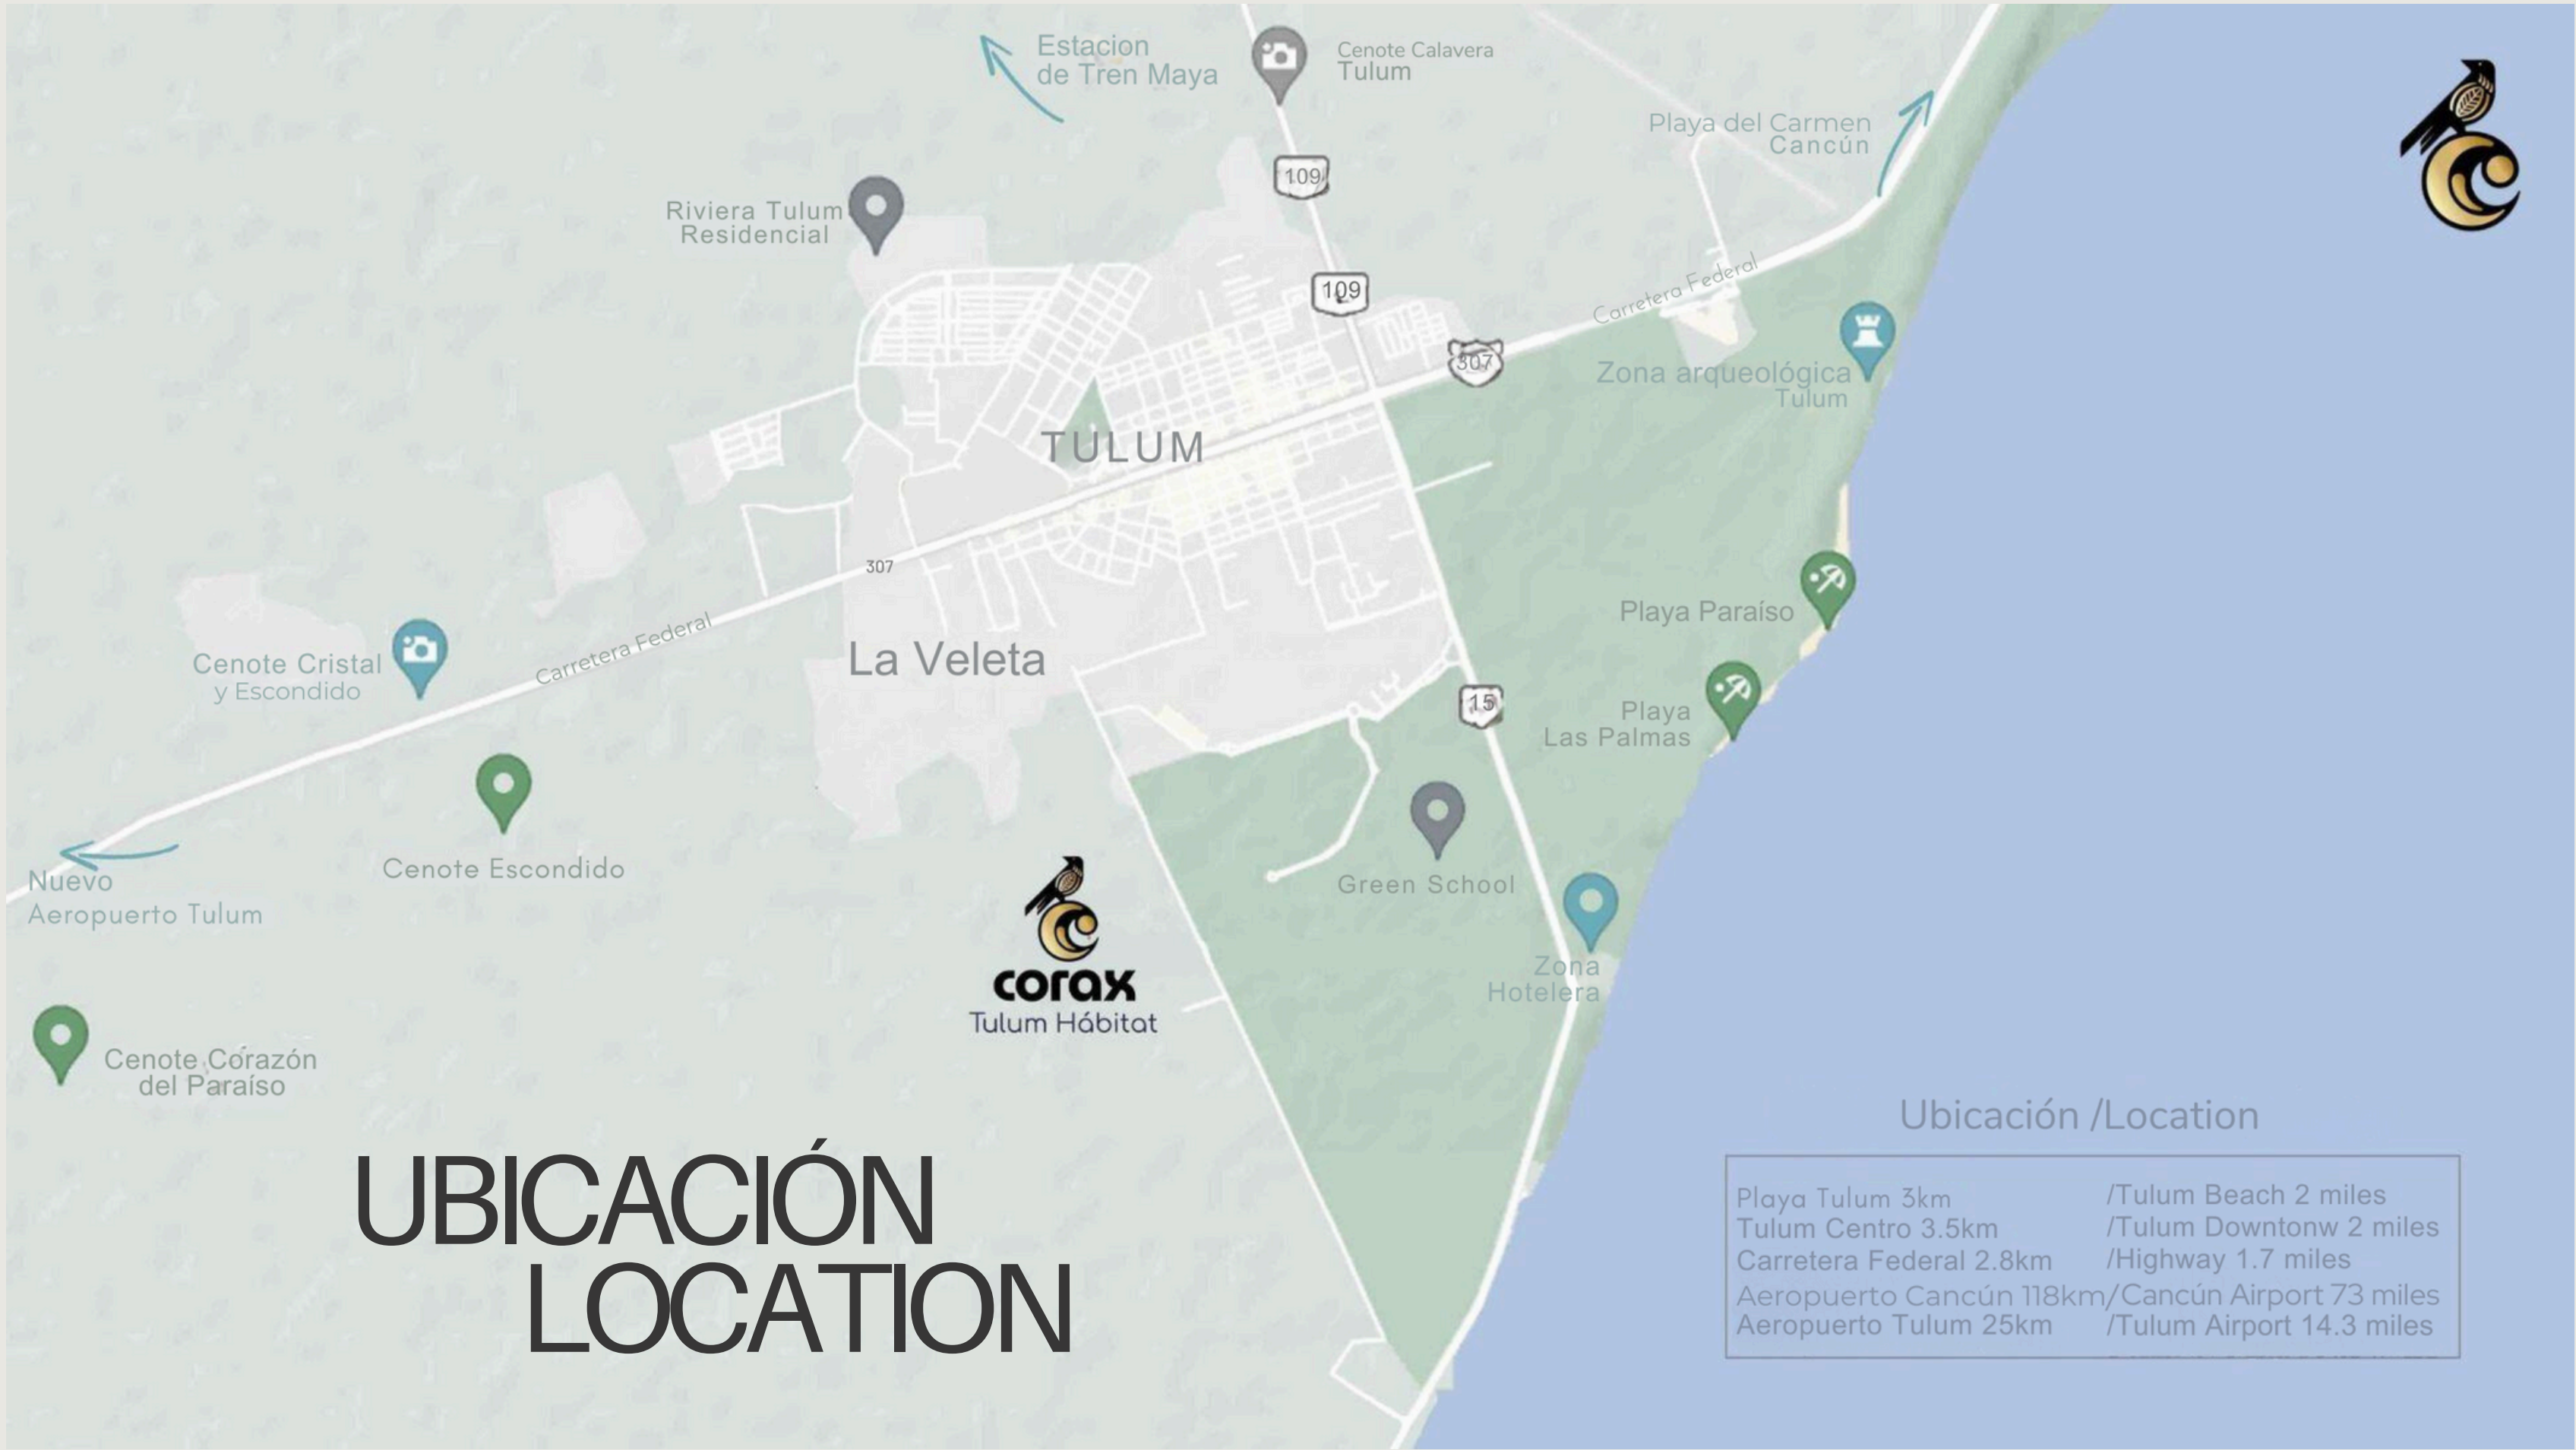 Estacion
de Tren Maya
Cenote Calavera
Tulum
Playa del Carmen
Cancún
109
Riviera Tulum
Residencial
109
Carretera Federal
307
Zona arqueológica
Tulum
TULUM
307
Carretera Federal
Playa Paraíso
La Veleta
Cenote Cristal
y Escondido
15
Playa
Las Palmas
Cenote Escondido
Green School
Nuevo
Aeropuerto Tulum
Zona
Hotelera
corax
Tulum Hábitat
Cenote Corazón
del Paraíso
UBICACIÓN
LOCATION
Ubicación /Location
Playa Tulum 3km /Tulum Beach 2 miles
Tulum Centro 3.5km /Tulum Downtonw 2 miles
Carretera Federal 2.8km /Highway 1.7 miles
Aeropuerto Cancún 118km/Cancún Airport 73 miles
Aeropuerto Tulum 25km /Tulum Airport 14.3 miles